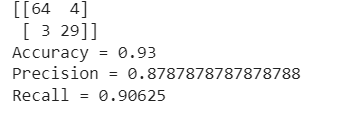 [[64  4]
 [ 3 29]]
Accuracy = 0.93
Precision = 0.8787878787878788
Recall = 0.90625